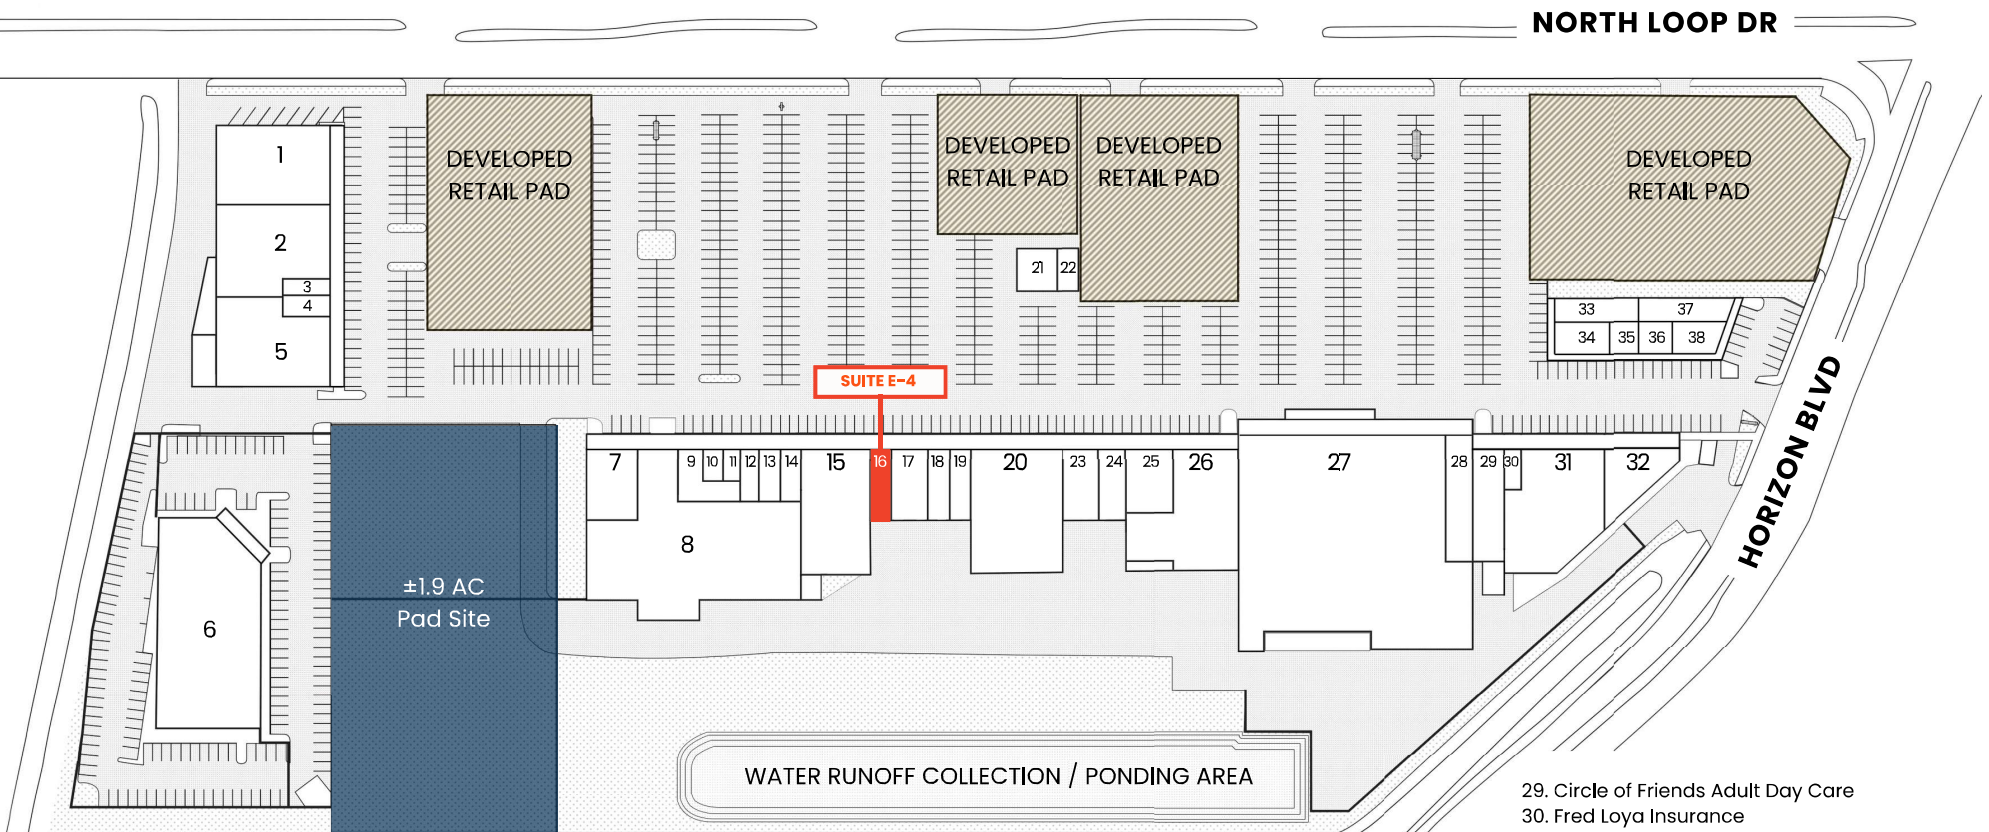 NORTH LOOP DR
1
DEVELOPED
RETAIL PAD
DEVELOPED
RETAIL PAD
DEVELOPED
RETAIL PAD
DEVELOPED
RETAIL PAD
2
3
4
5
21
22
33
37
34
35
36
38
SUITE E-4
HORIZON BLVD
7
9
10
11
12
13
14
15
16
17
18
19
20
23
24
25
26
27
28
29
30
31
32
8
6
±1.9 AC
Pad Site
WATER RUNOFF COLLECTION / PONDING AREA
29. Circle of Friends Adult Day Care
30. Fred Loya Insurance